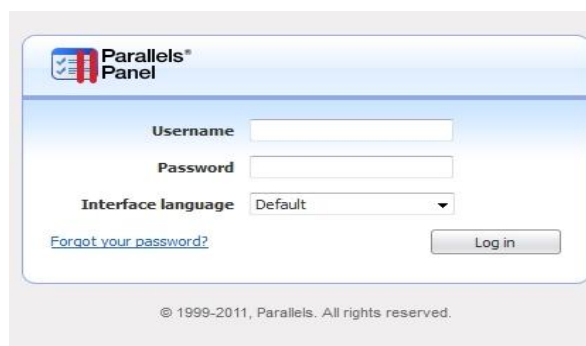 Parallels®
Panel
Username
Password
Interface language Default
Forgot your password? Log in
© 1999-2011, Parallels. All rights reserved.